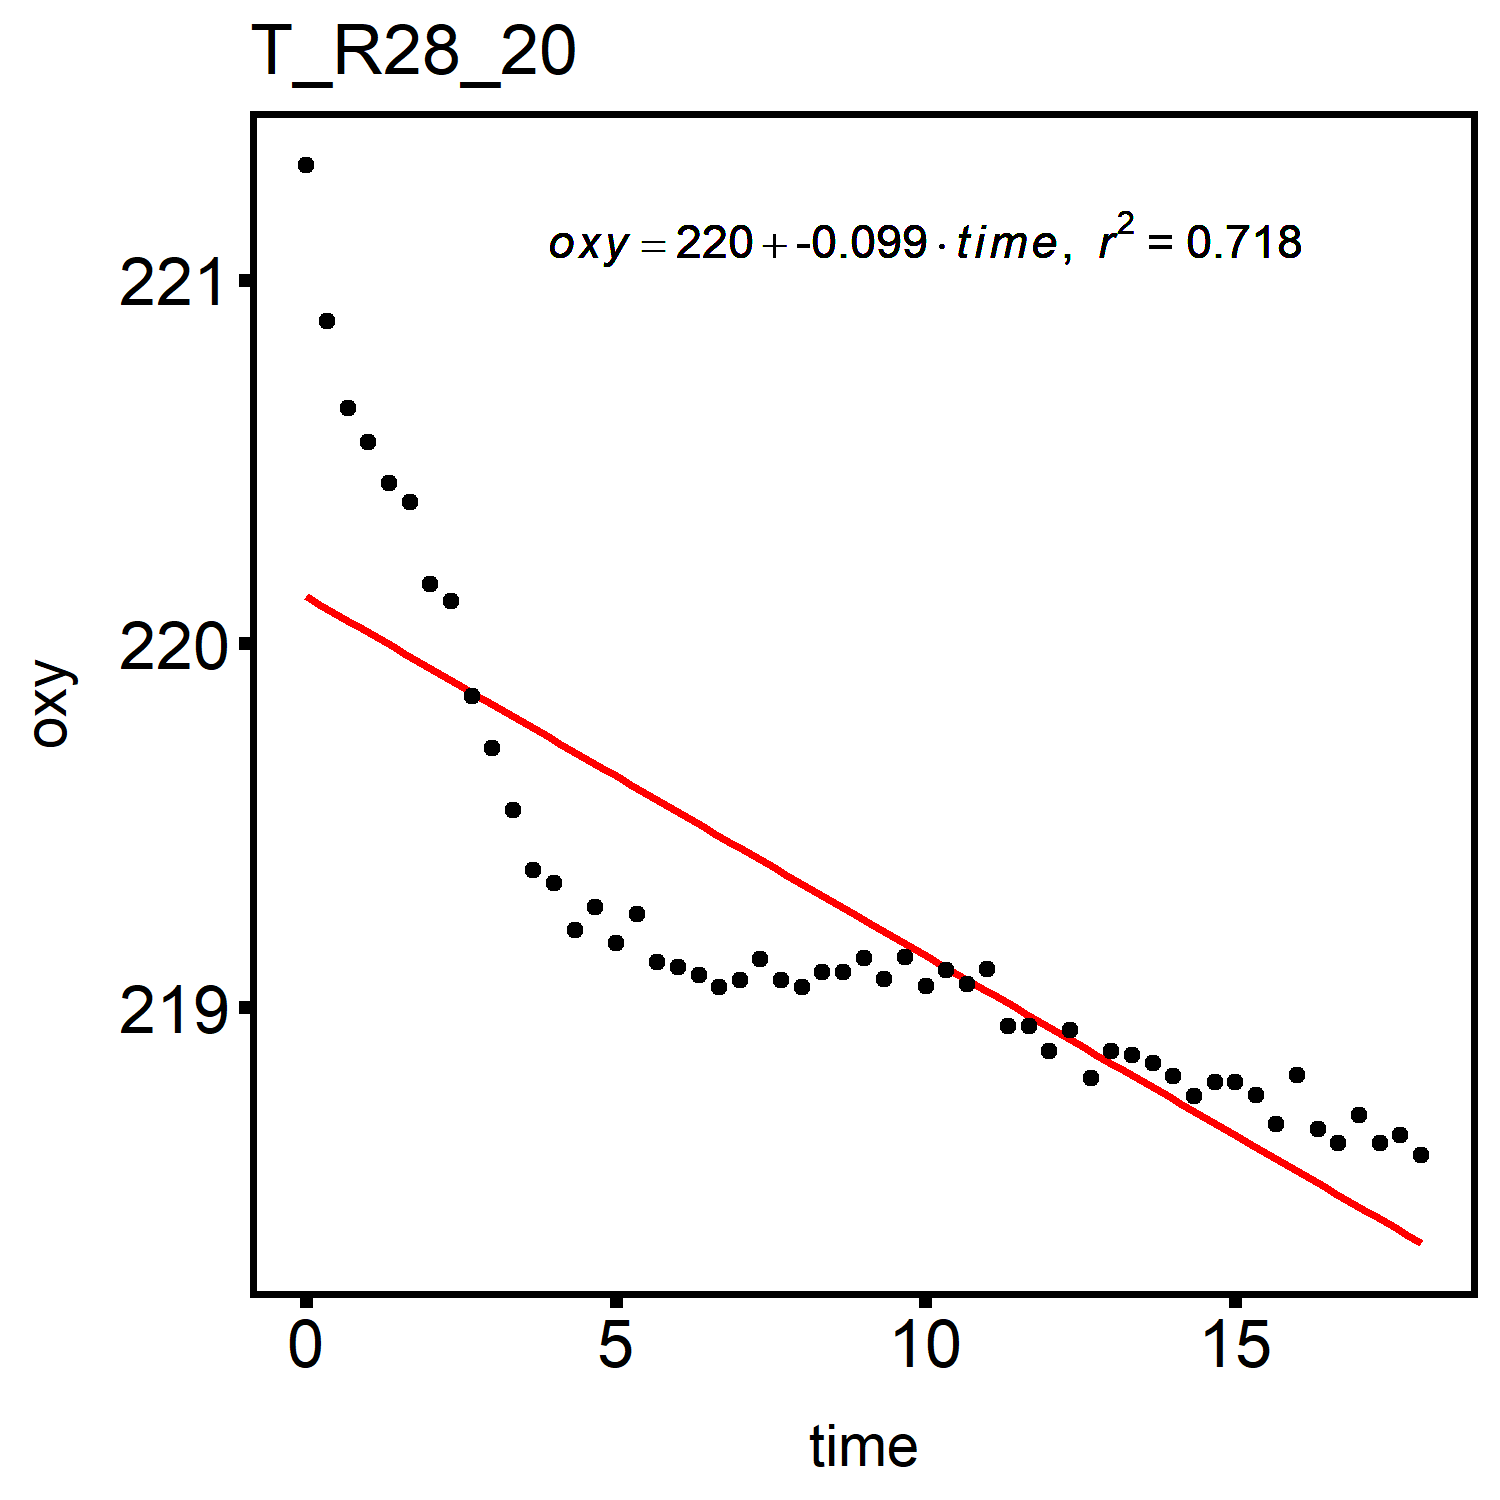 T_R28_20
oxy = 220 + -0.099 · time, r² = 0.718
221
220
219
oxy
0 5 10 15
time